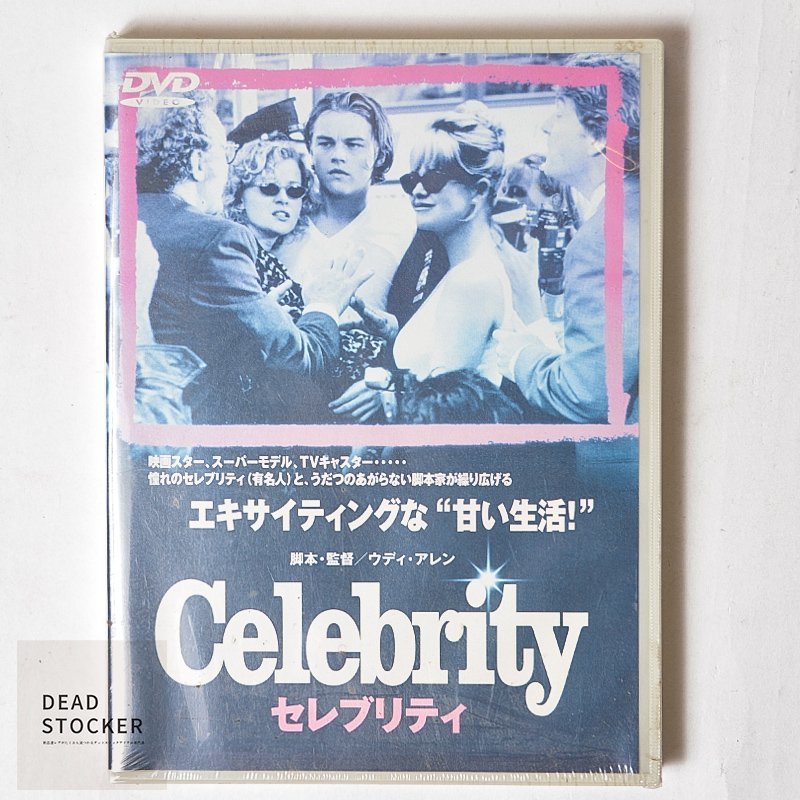 DVD
VIDEO
映画スター、スーパーモデル、TVキャスター・・・・・
憧れのセレブリティ(有名人)と、うだつのあがらない脚本家が繰り広げる
エキサイティングな“甘い生活!”
脚本・監督／ウディ・アレン
Celebrity
セレブリティ
DEAD
STOCKER